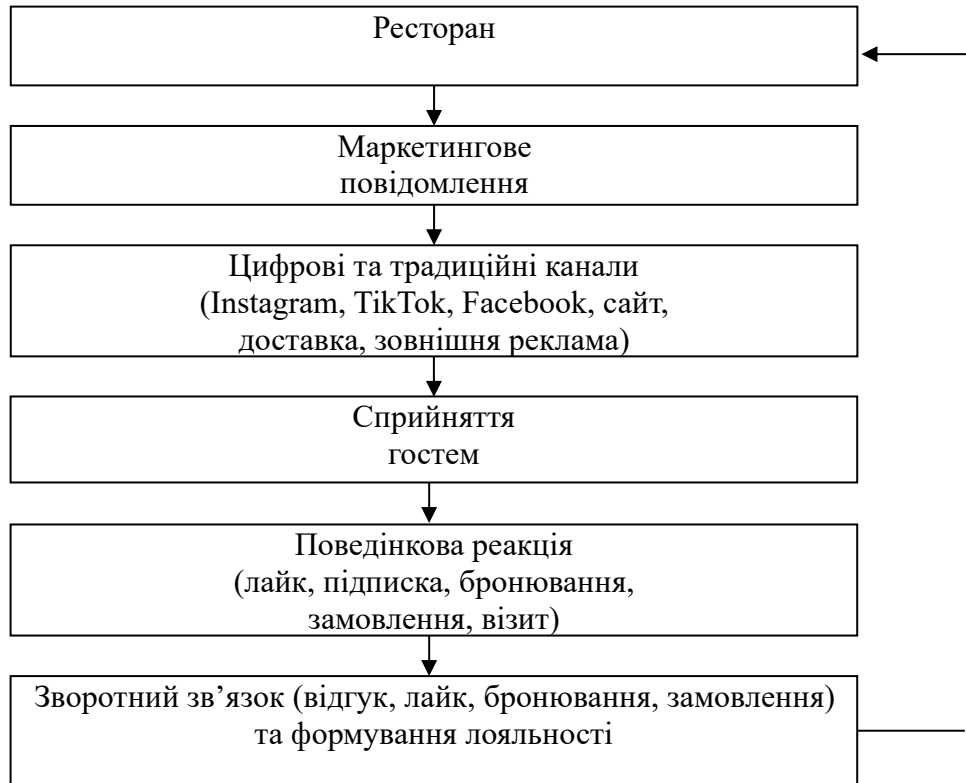 Ресторан
Маркетингове
повідомлення
Цифрові та традиційні канали
(Instagram, TikTok, Facebook, сайт,
доставка, зовнішня реклама)
Сприйняття
гостем
Поведінкова реакція
(лайк, підписка, бронювання,
замовлення, візит)
Зворотний зв’язок (відгук, лайк, бронювання, замовлення)
та формування лояльності